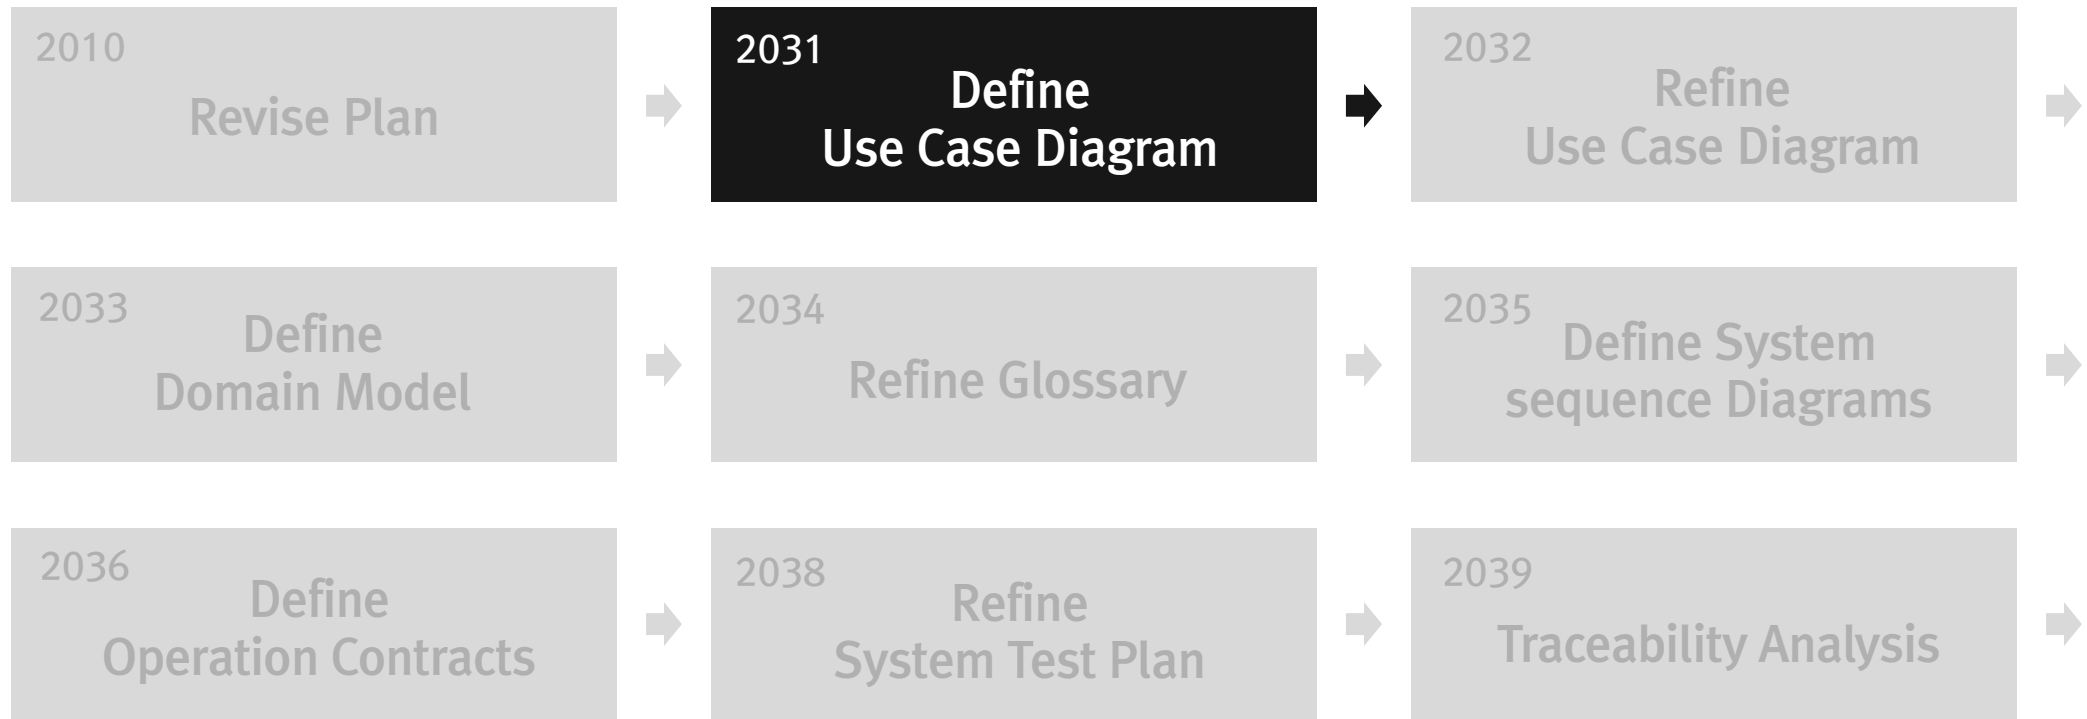 2010
Revise Plan
2031
Define
Use Case Diagram
2032
Refine
Use Case Diagram
2033
Define
Domain Model
2034
Refine Glossary
2035
Define System
sequence Diagrams
2036
Define
Operation Contracts
2038
Refine
System Test Plan
2039
Traceability Analysis